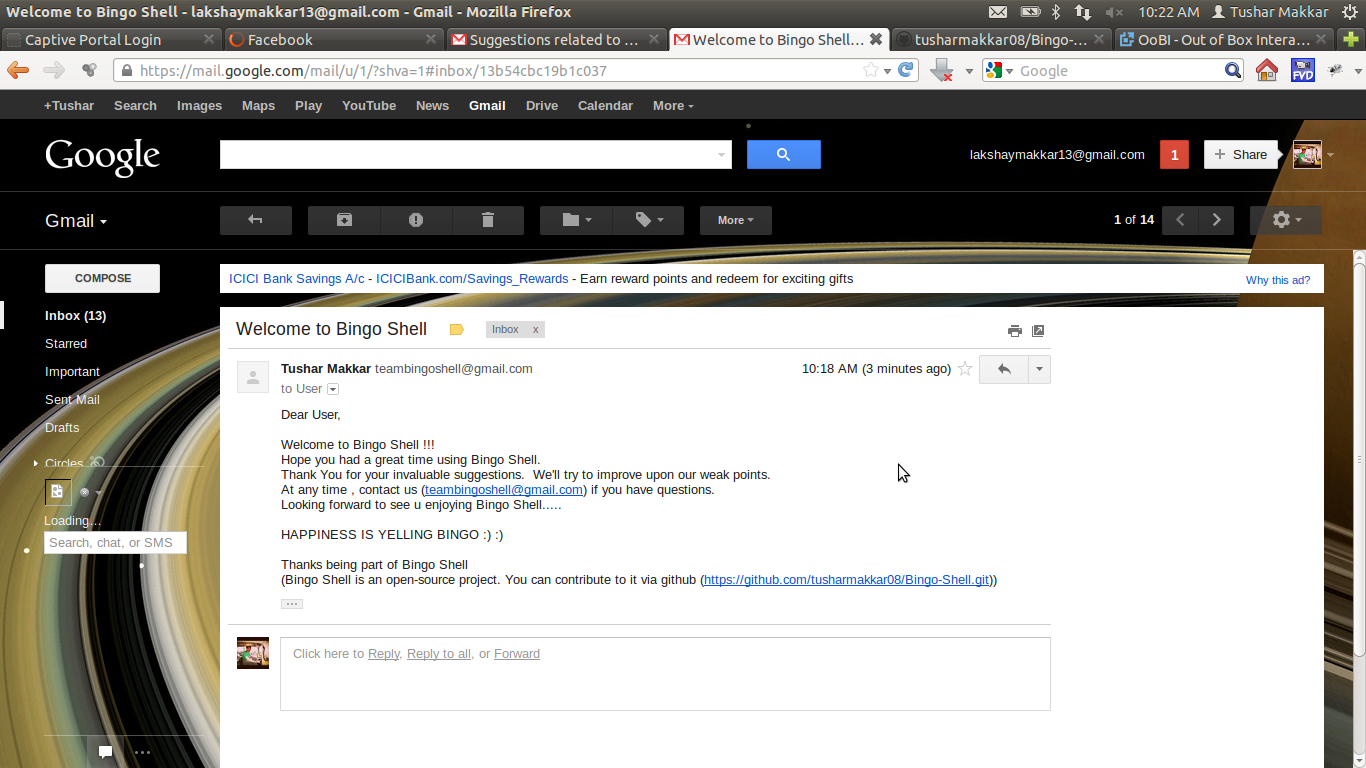 Welcome to Bingo Shell - lakshaymakkar13@gmail.com - Gmail - Mozilla Firefox
10:22 AM Tushar Makkar
Captive Portal Login
Facebook
Suggestions related to ...
Welcome to Bingo Shell...
tusharmakkar08/Bingo-...
OoBI - Out of Box Intera...
https://mail.google.com/mail/u/1/?shva=1#inbox/13b54cbc19b1c037
Google
FVD
+Tushar Search Images Maps Play YouTube News Gmail Drive Calendar More
Google
lakshaymakkar13@gmail.com 1 + Share
Gmail
More
1 of 14
COMPOSE
ICICI Bank Savings A/c - ICICIBank.com/Savings_Rewards - Earn reward points and redeem for exciting gifts
Why this ad?
Inbox (13)
Starred
Important
Sent Mail
Drafts
Circles
Loading...
Search, chat, or SMS
Welcome to Bingo Shell
Inbox x
Tushar Makkar teambingoshell@gmail.com
10:18 AM (3 minutes ago)
to User
Dear User,
Welcome to Bingo Shell !!!
Hope you had a great time using Bingo Shell.
Thank You for your invaluable suggestions.  We'll try to improve upon our weak points.
At any time , contact us (teambingoshell@gmail.com) if you have questions.
Looking forward to see u enjoying Bingo Shell.....
HAPPINESS IS YELLING BINGO :) :)
Thanks being part of Bingo Shell
(Bingo Shell is an open-source project. You can contribute to it via github (https://github.com/tusharmakkar08/Bingo-Shell.git))
Click here to Reply, Reply to all, or Forward